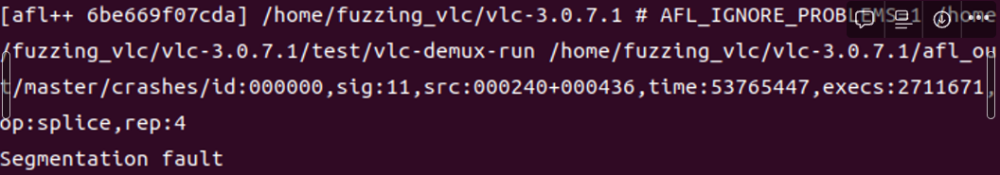 [afl++ 6be669f07cda] /home/fuzzing_vlc/vlc-3.0.7.1 # AFL_IGNORE_PROBLEMS=1 /home
/fuzzing_vlc/vlc-3.0.7.1/test/vlc-demux-run /home/fuzzing_vlc/vlc-3.0.7.1/afl_ou
t/master/crashes/id:000000,sig:11,src:000240+000436,time:53765447,execs:2711671,
op:splice,rep:4
Segmentation fault